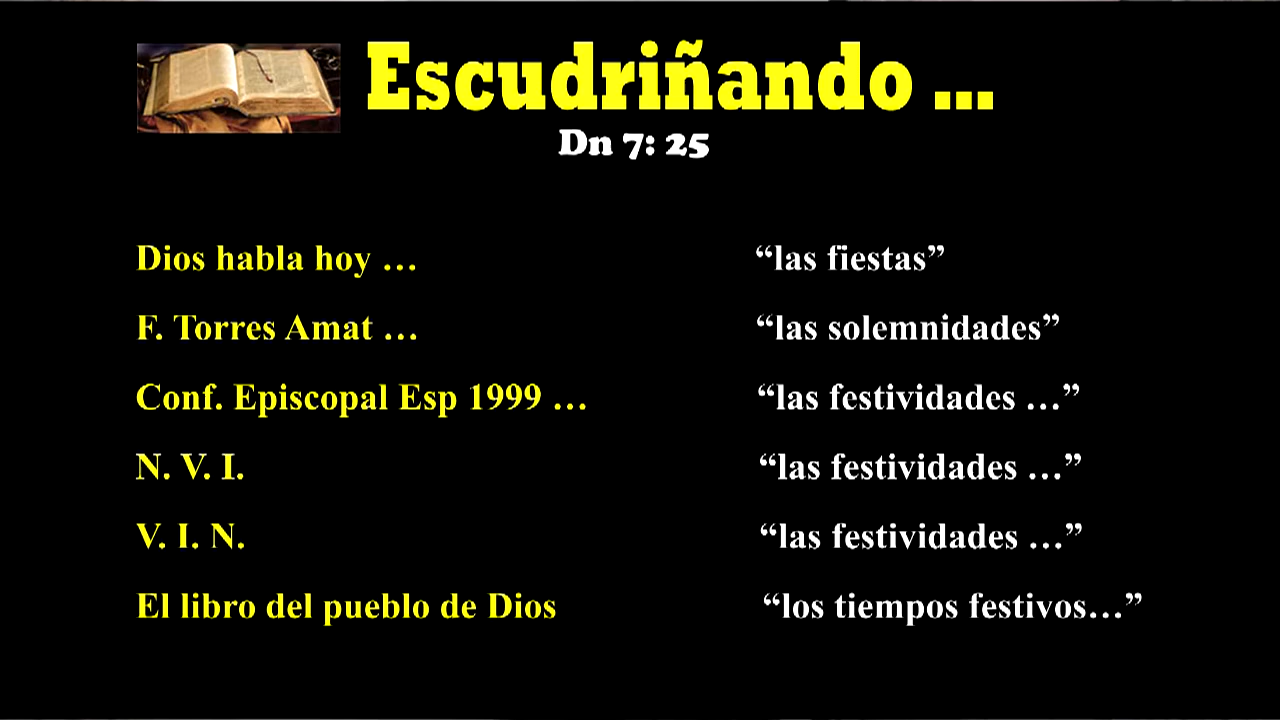 Escudriñando ...
Dn 7: 25
Dios habla hoy … “las fiestas”
F. Torres Amat … “las solemnidades”
Conf. Episcopal Esp 1999 … “las festividades …”
N. V. I. “las festividades …”
V. I. N. “las festividades …”
El libro del pueblo de Dios “los tiempos festivos…”